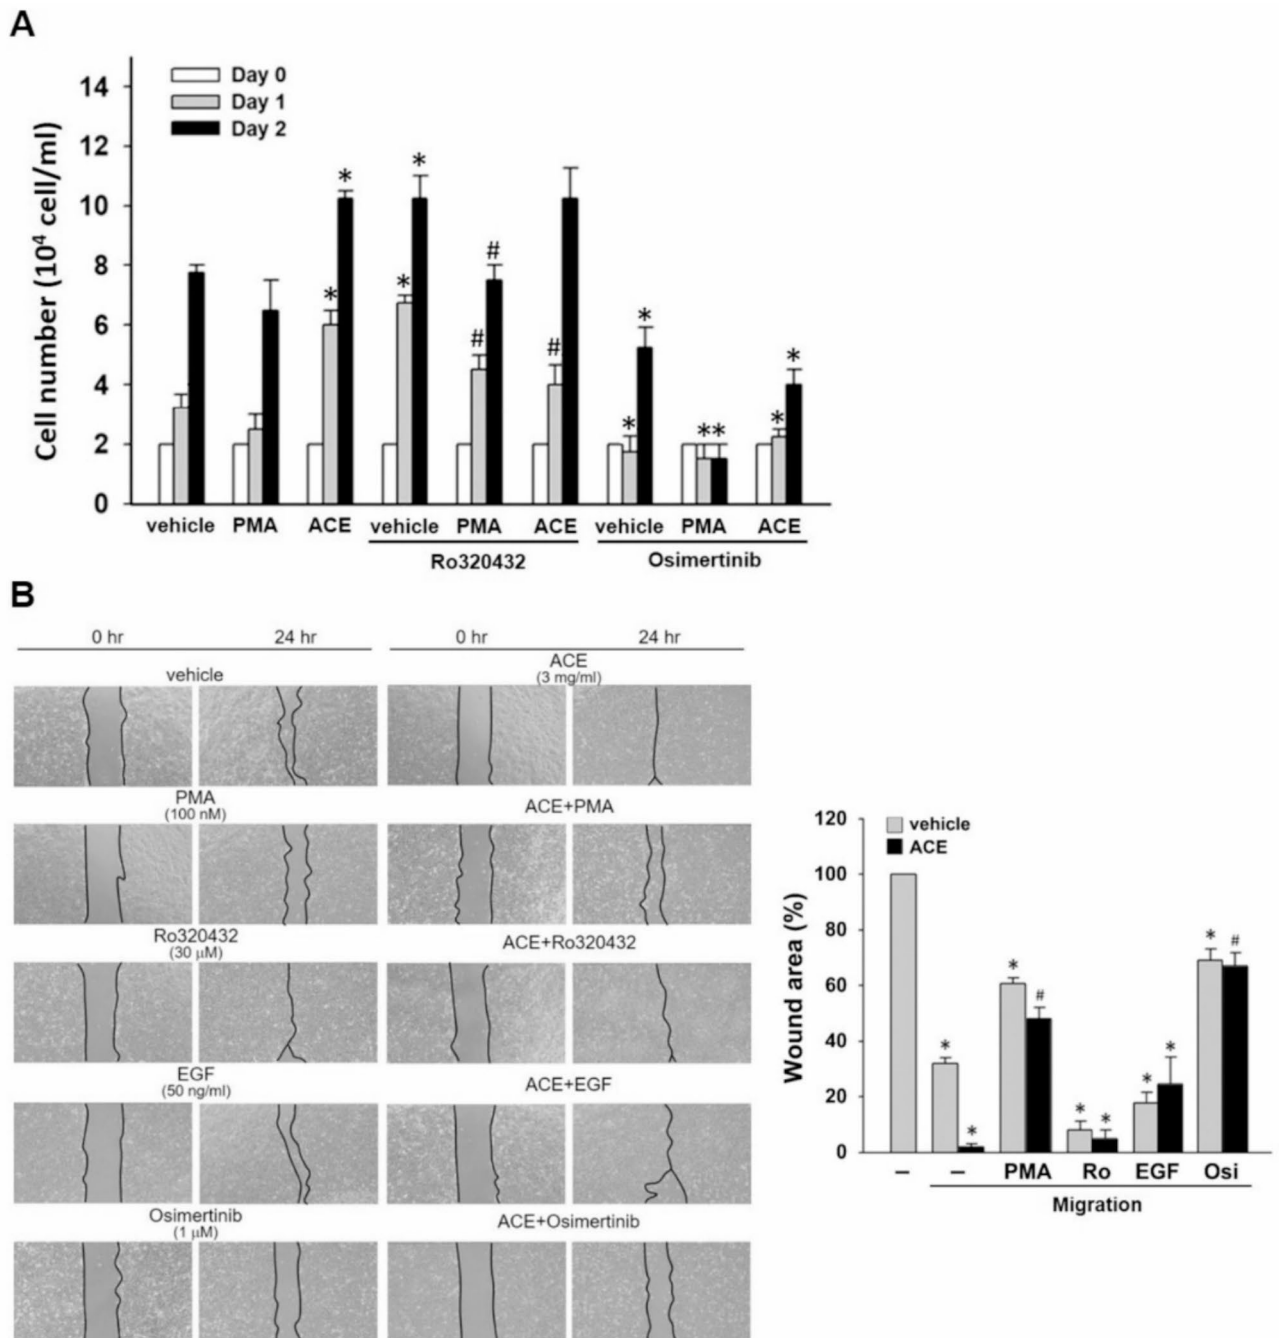 A
Cell number (10⁴ cell/ml)
14
12
10
8
6
4
2
0
Day 0
Day 1
Day 2
* * * * # # # * * ** * *
vehicle PMA ACE vehicle PMA ACE vehicle PMA ACE
Ro320432 Osimertinib
B
0 hr 24 hr 0 hr 24 hr
vehicle ACE
(3 mg/ml)
PMA ACE+PMA
(100 nM)
Ro320432 ACE+Ro320432
(30 µM)
EGF ACE+EGF
(50 ng/ml)
Osimertinib ACE+Osimertinib
(1 µM)
Wound area (%)
120
100
80
60
40
20
0
vehicle
ACE
* * * # * * * * * #
– – PMA Ro EGF Osi
Migration